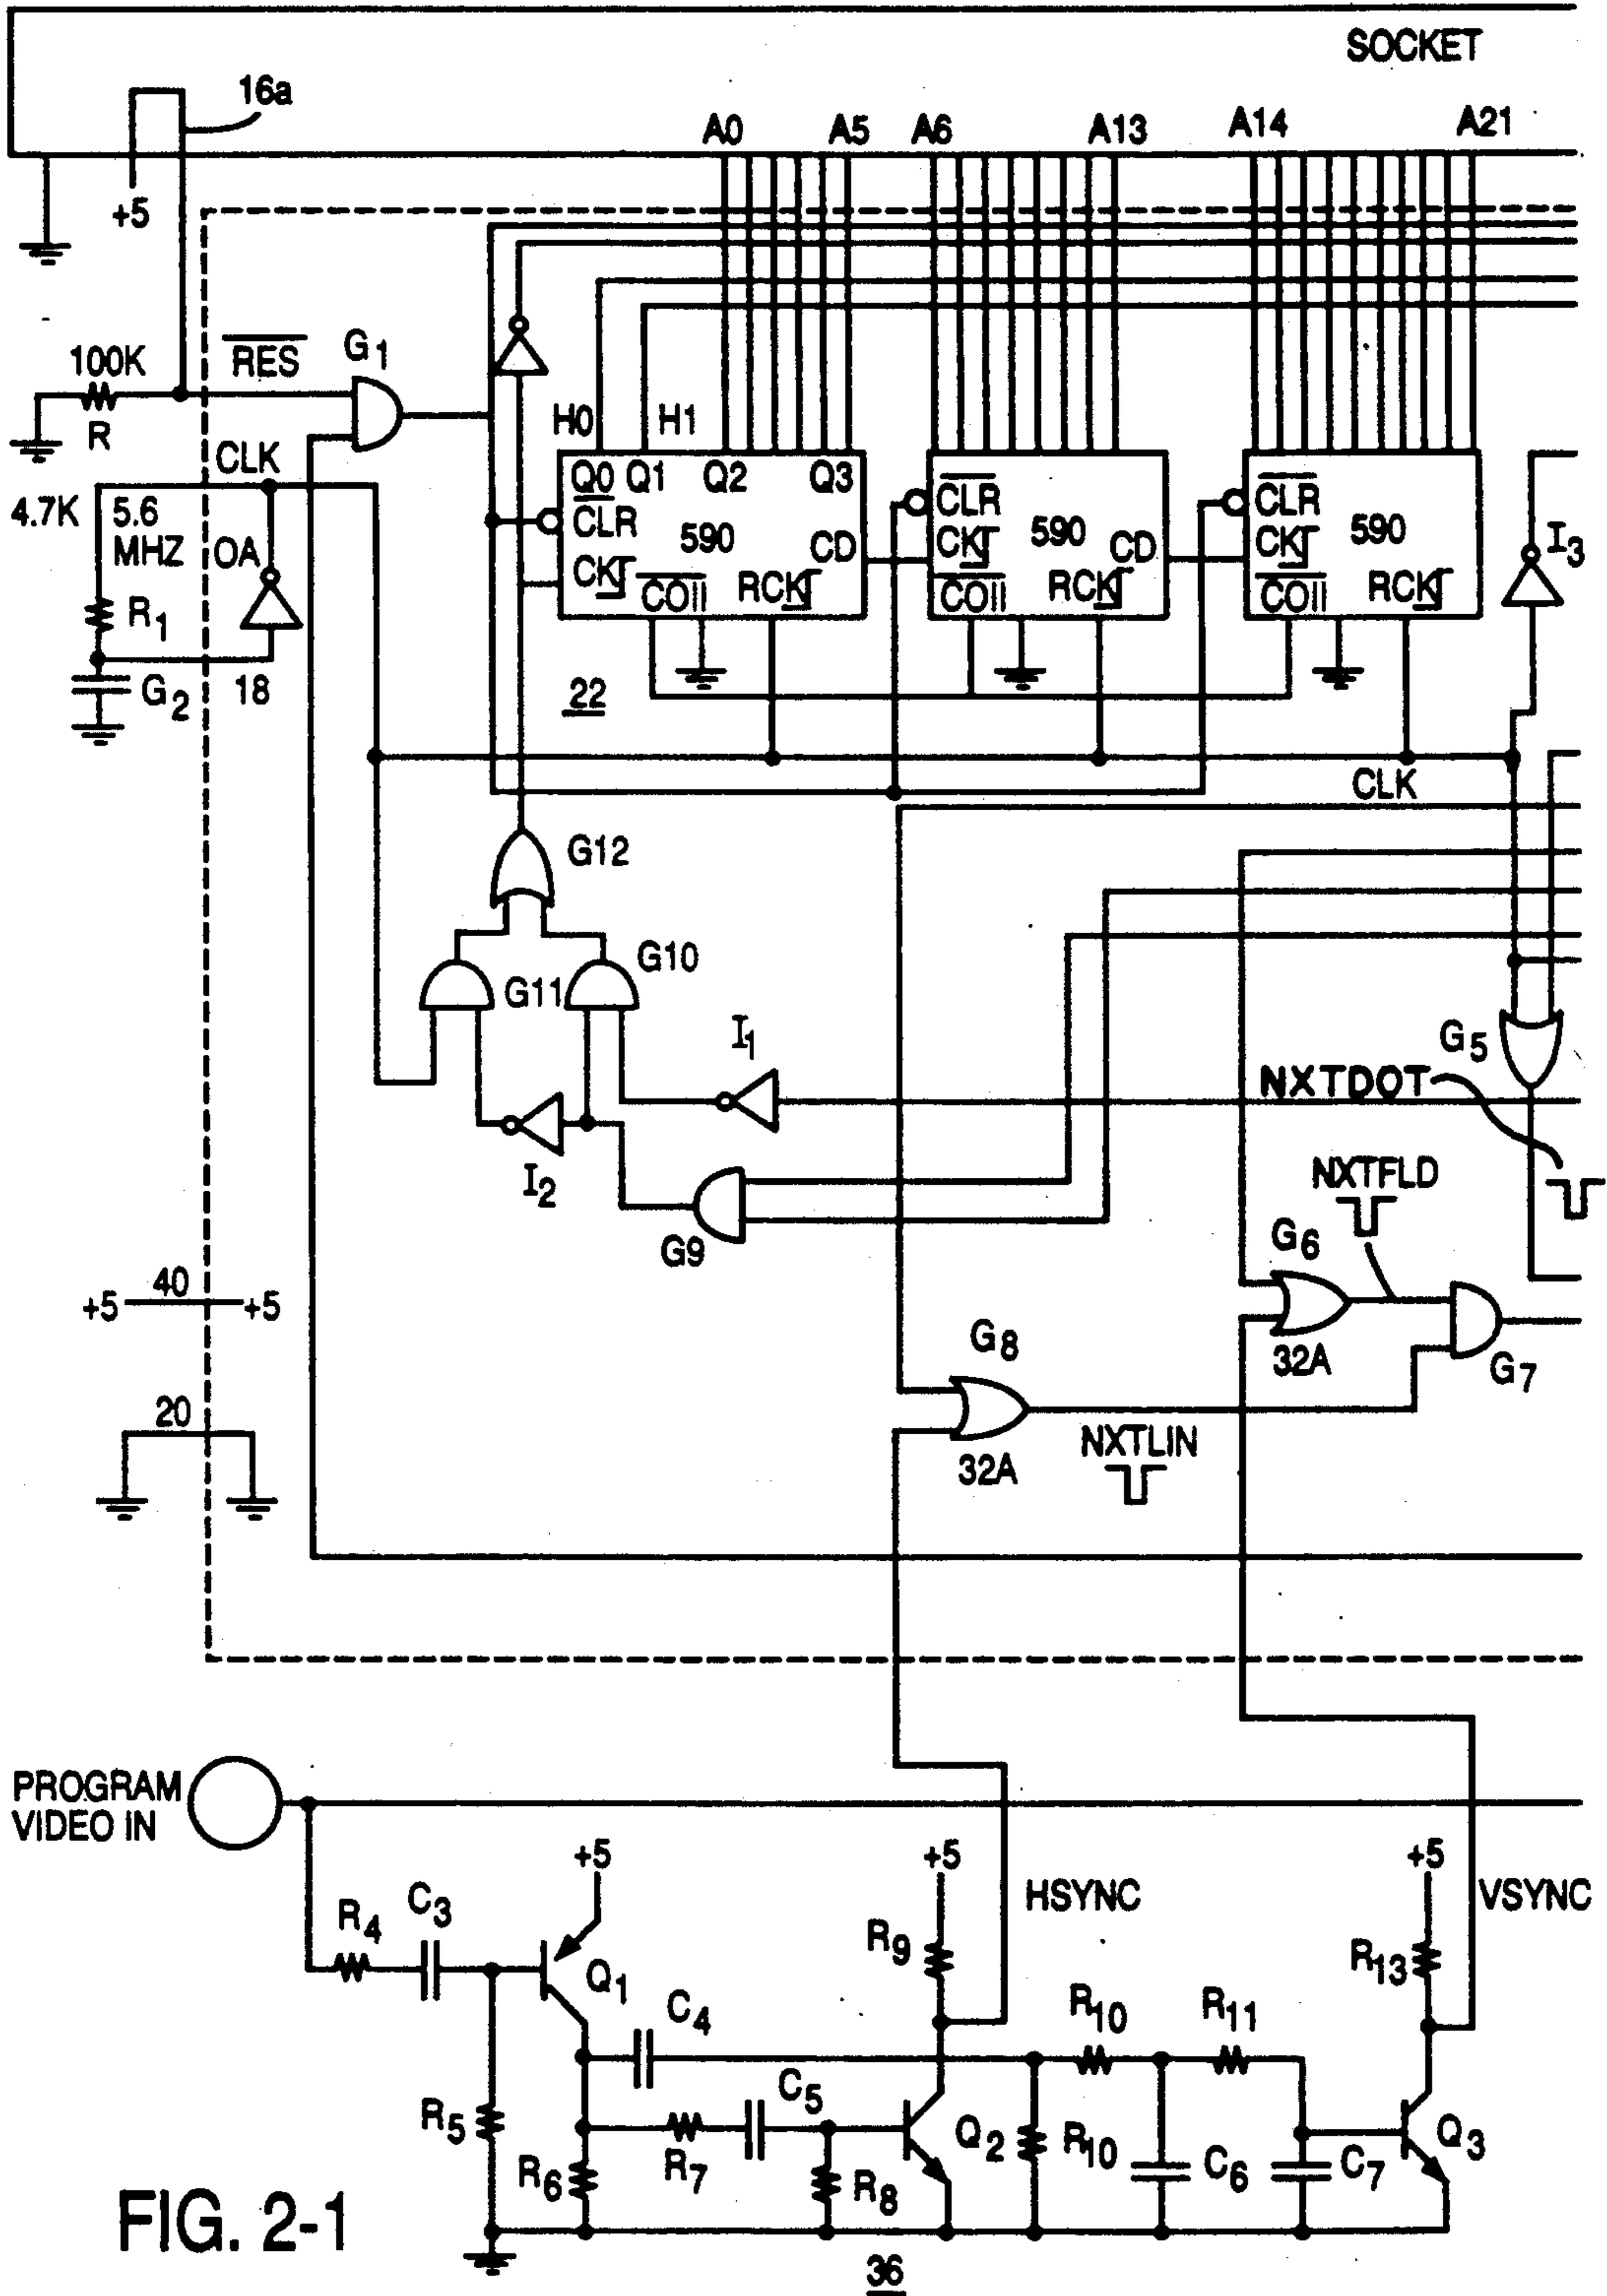 SOCKET
16a
A0 A5 A6 A13 A14 A21
+5
100K
RES
G1
R
H0 H1
CLK
Q0 Q1 Q2 Q3
CLR
590
CD
CK
COII
RCK
CLR
590
CD
CK
COII
RCK
CLR
590
CK
COII
RCK
I3
4.7K
5.6
MHZ
OA
R1
G2
18
22
CLK
G12
G11
G10
I1
I2
G9
G5
NXTDOT
NXTFLD
G6
32A
G7
+5 40 +5
G8
32A
NXTLIN
20
PROGRAM
VIDEO IN
+5
+5
+5
HSYNC
VSYNC
R4
C3
Q1
R9
R13
C4
R10
R11
R5
C5
R6
R7
R8
Q2
R10
C6
C7
Q3
FIG. 2-1
36